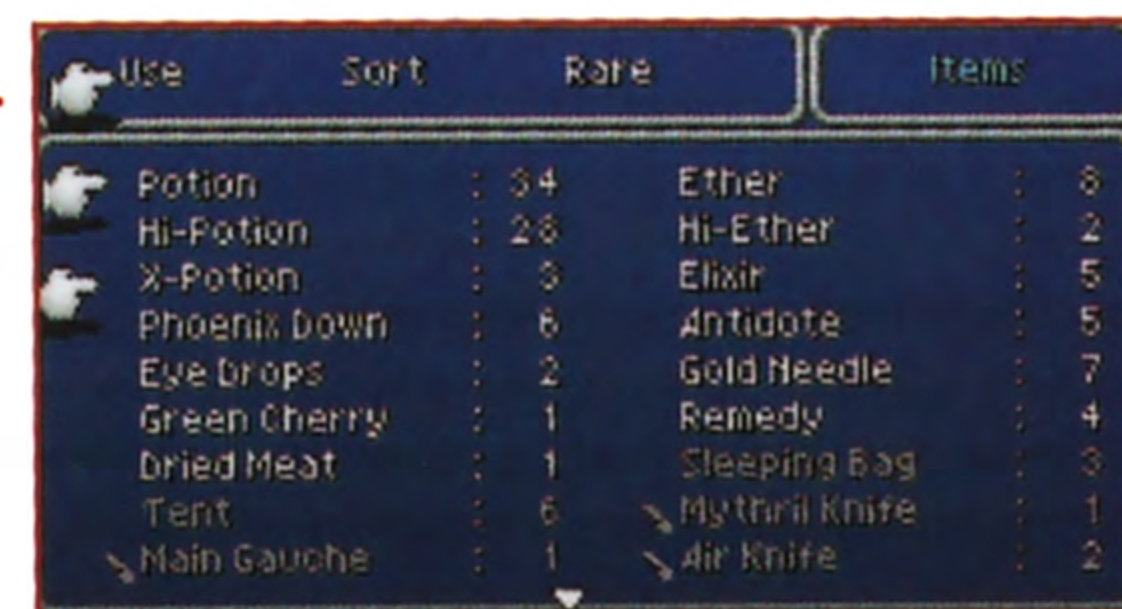 Use Sort Rare Items
Potion : 34 Ether : 8
Hi-Potion : 28 Hi-Ether : 2
X-Potion : 3 Elixir : 5
Phoenix Down : 6 Antidote : 5
Eye Drops : 2 Gold Needle : 7
Green Cherry : 1 Remedy : 4
Dried Meat : 1 Sleeping Bag : 3
Tent : 6 Mythril Knife : 1
Main Gauche : 1 Air Knife : 2